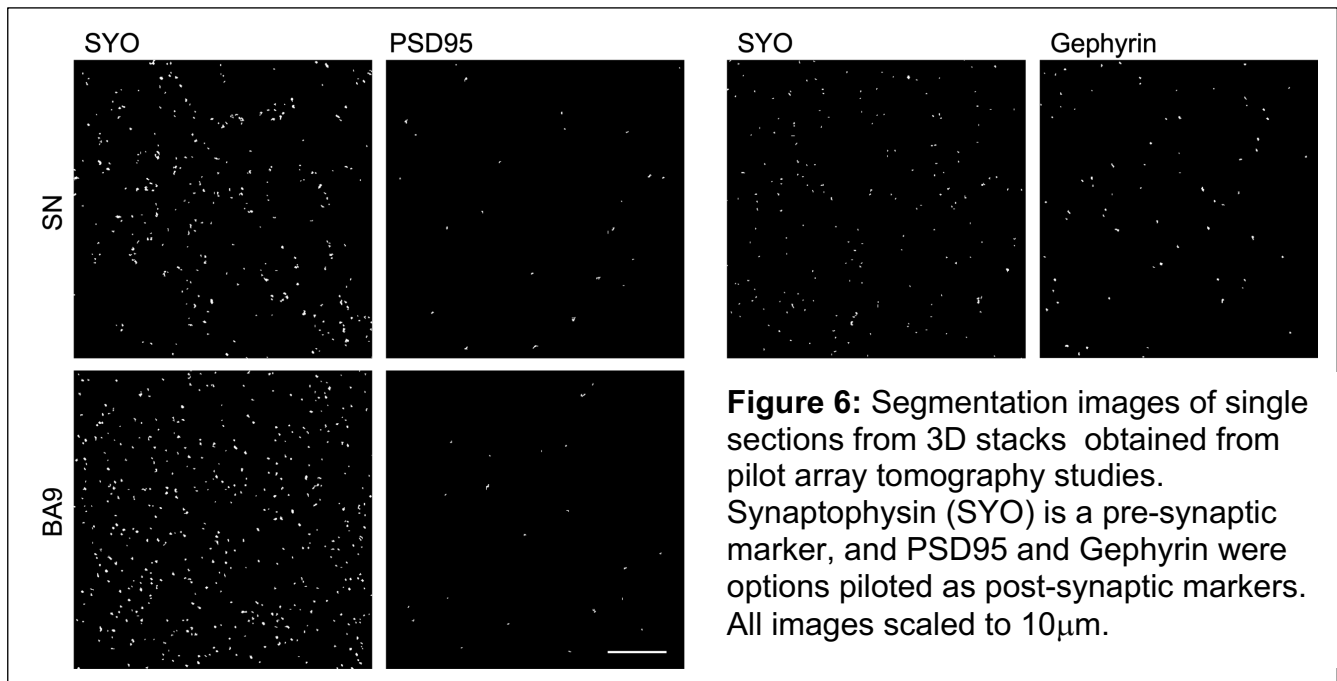 SYO
PSD95
SYO
Gephyrin
SN
BA9
Figure 6: Segmentation images of single
sections from 3D stacks obtained from
pilot array tomography studies.
Synaptophysin (SYO) is a pre-synaptic
marker, and PSD95 and Gephyrin were
options piloted as post-synaptic markers.
All images scaled to 10μm.